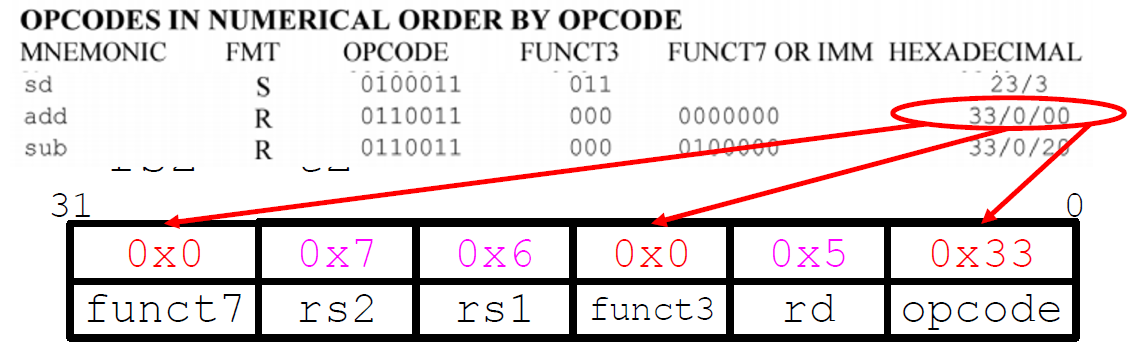 OPCODES IN NUMERICAL ORDER BY OPCODE
MNEMONIC FMT OPCODE FUNCT3 FUNCT7 OR IMM HEXADECIMAL
sd S 0100011 011 23/3
add R 0110011 000 0000000 33/0/00
sub R 0110011 000 0100000 33/0/20
31 0
0x0 0x7 0x6 0x0 0x5 0x33
funct7 rs2 rs1 funct3 rd opcode